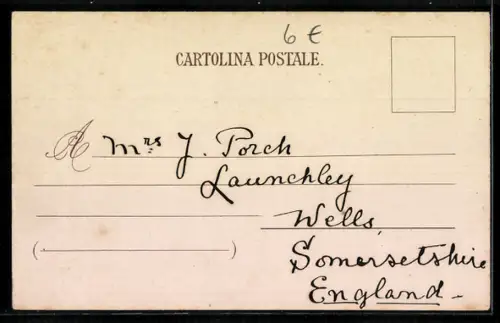 6 €
CARTOLINA POSTALE.
A Mrs J. Porch
Launchley
Wells,
Somersetshire
England
( )